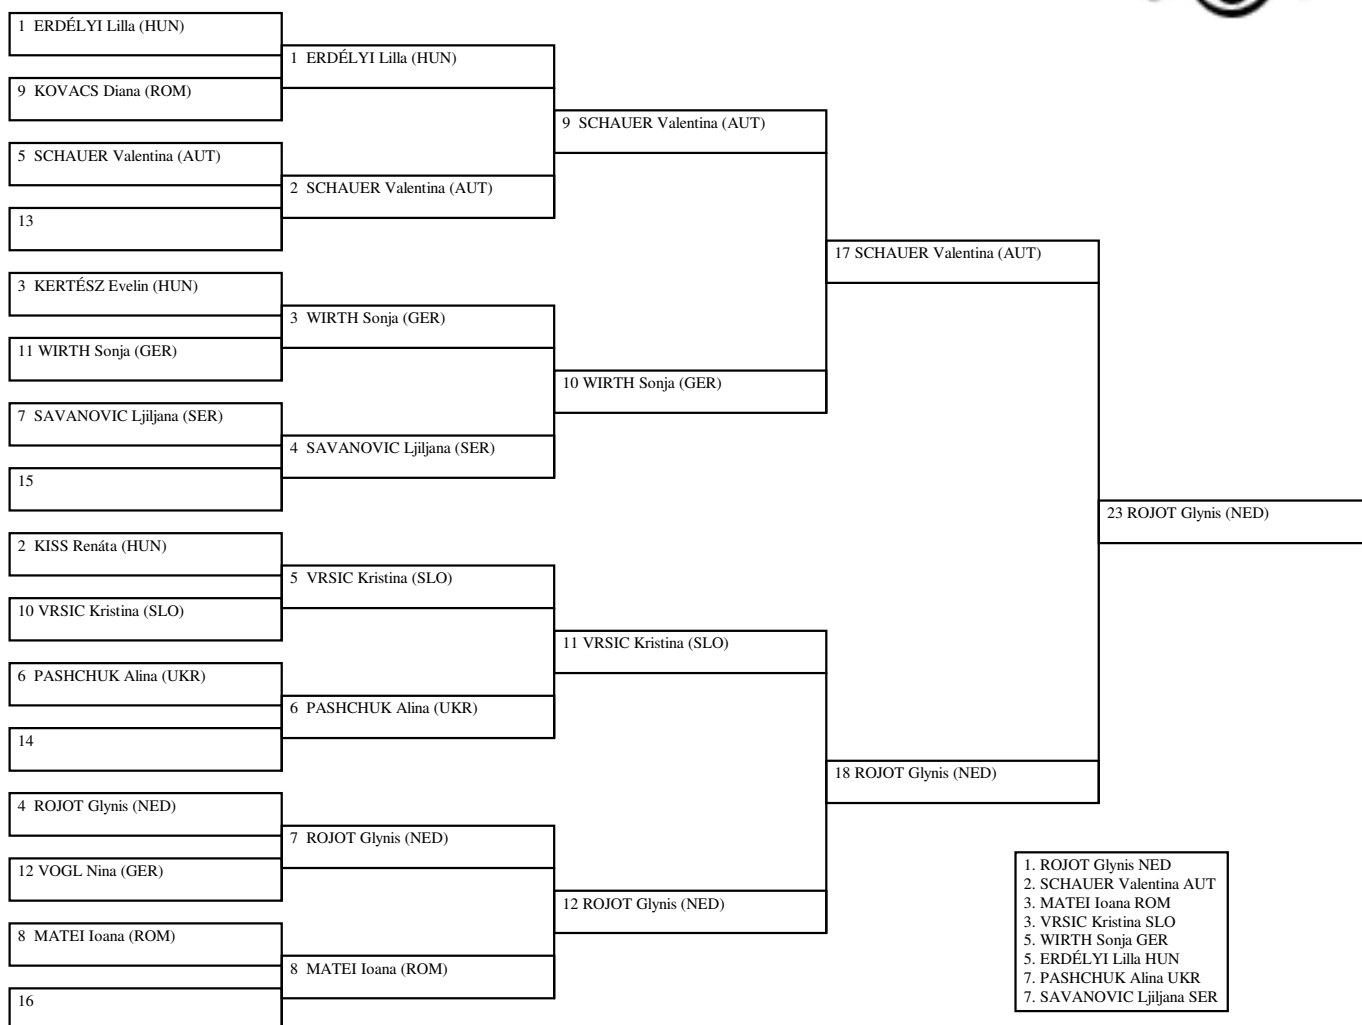 1 ERDÉLYI Lilla (HUN)
9 KOVACS Diana (ROM)
5 SCHAUER Valentina (AUT)
13
3 KERTÉSZ Evelin (HUN)
11 WIRTH Sonja (GER)
7 SAVANOVIC Ljiljana (SER)
15
2 KISS Renáta (HUN)
10 VRSIC Kristina (SLO)
6 PASHCHUK Alina (UKR)
14
4 ROJOT Glynis (NED)
12 VOGL Nina (GER)
8 MATEI Ioana (ROM)
16
1 ERDÉLYI Lilla (HUN)
2 SCHAUER Valentina (AUT)
3 WIRTH Sonja (GER)
4 SAVANOVIC Ljiljana (SER)
5 VRSIC Kristina (SLO)
6 PASHCHUK Alina (UKR)
7 ROJOT Glynis (NED)
8 MATEI Ioana (ROM)
9 SCHAUER Valentina (AUT)
10 WIRTH Sonja (GER)
11 VRSIC Kristina (SLO)
12 ROJOT Glynis (NED)
17 SCHAUER Valentina (AUT)
18 ROJOT Glynis (NED)
23 ROJOT Glynis (NED)
1. ROJOT Glynis NED
2. SCHAUER Valentina AUT
3. MATEI Ioana ROM
3. VRSIC Kristina SLO
5. WIRTH Sonja GER
5. ERDÉLYI Lilla HUN
7. PASHCHUK Alina UKR
7. SAVANOVIC Ljiljana SER